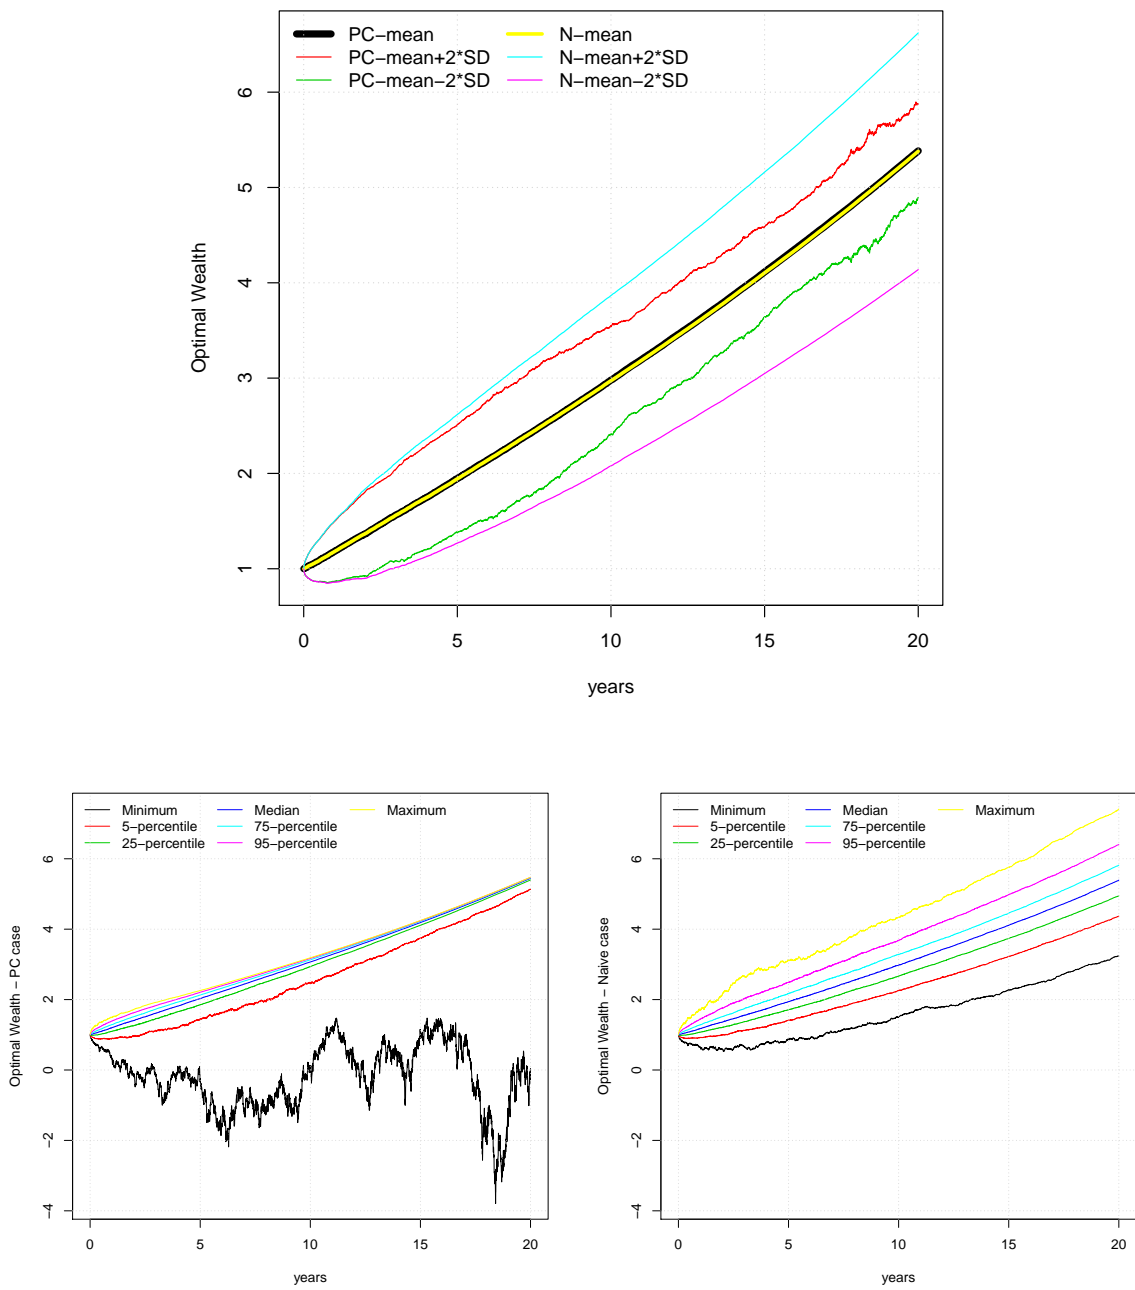 PC−mean N−mean
PC−mean+2*SD N−mean+2*SD
PC−mean−2*SD N−mean−2*SD
6
5
4
3
2
1
Optimal Wealth
0 5 10 15 20
years
Minimum Median Maximum
5−percentile 75−percentile
25−percentile 95−percentile
6
4
2
0
−2
−4
Optimal Wealth − PC case
0 5 10 15 20
years
Minimum Median Maximum
5−percentile 75−percentile
25−percentile 95−percentile
6
4
2
0
−2
−4
Optimal Wealth − Naive case
0 5 10 15 20
years